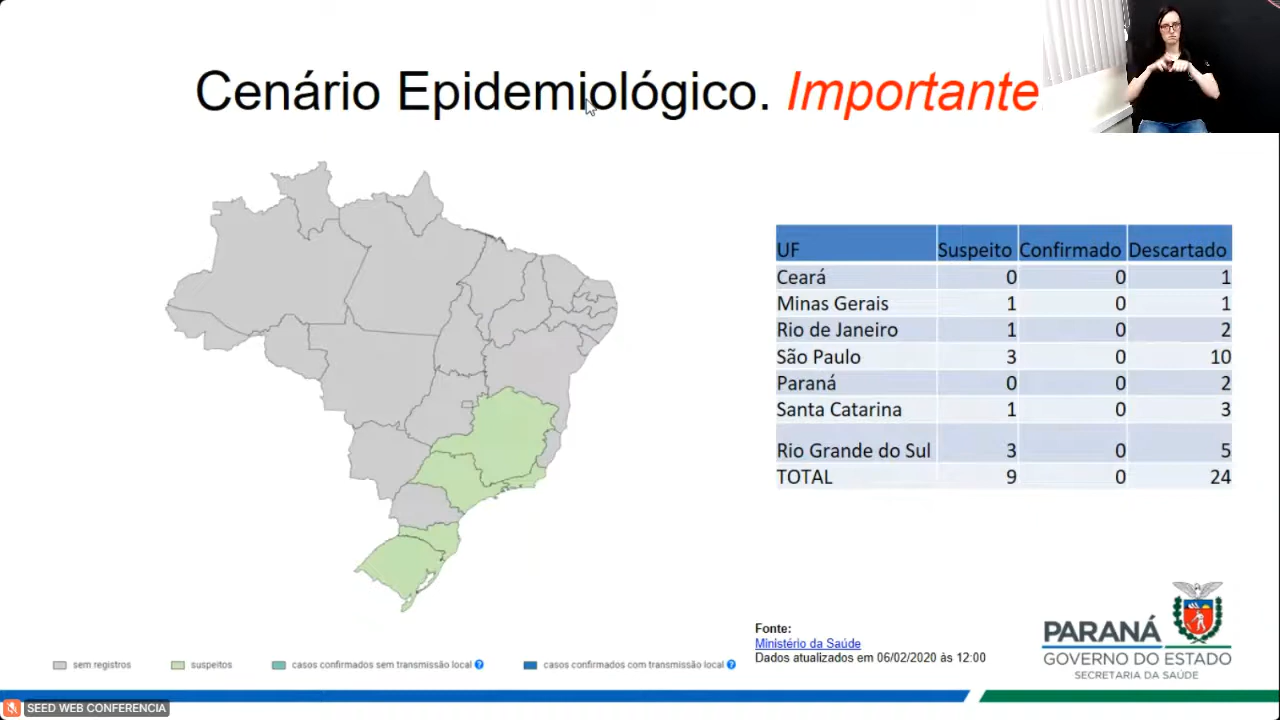 Cenário Epidemiológico. Importante
UF Suspeito Confirmado Descartado
Ceará 0 0 1
Minas Gerais 1 0 1
Rio de Janeiro 1 0 2
São Paulo 3 0 10
Paraná 0 0 2
Santa Catarina 1 0 3
Rio Grande do Sul 3 0 5
TOTAL 9 0 24
Fonte:
Ministério da Saúde
Dados atualizados em 06/02/2020 às 12:00
sem registros suspeitos casos confirmados sem transmissão local ? casos confirmados com transmissão local ?
PARANÁ
GOVERNO DO ESTADO
SECRETARIA DA SAÚDE
SEED WEB CONFERENCIA